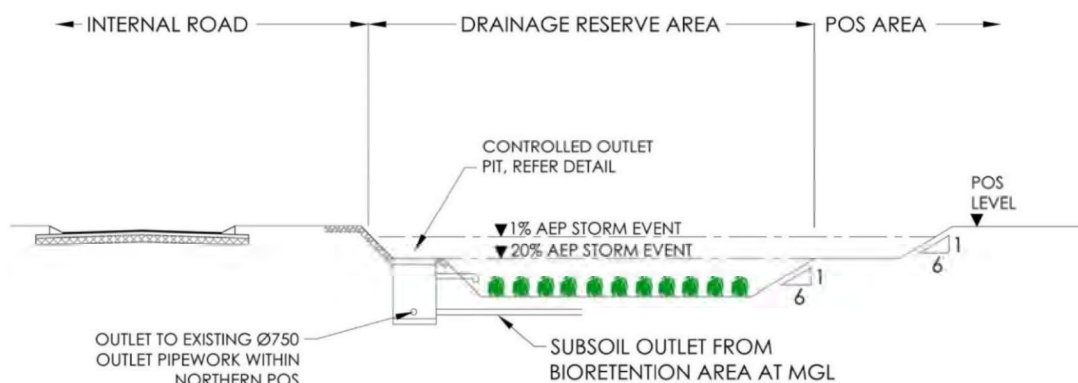 INTERNAL ROAD
DRAINAGE RESERVE AREA
POS AREA
CONTROLLED OUTLET
PIT, REFER DETAIL
POS
LEVEL
1% AEP STORM EVENT
20% AEP STORM EVENT
1
6
1
6
OUTLET TO EXISTING Ø750
OUTLET PIPEWORK WITHIN
NORTHERN POS
SUBSOIL OUTLET FROM
BIORETENTION AREA AT MGL